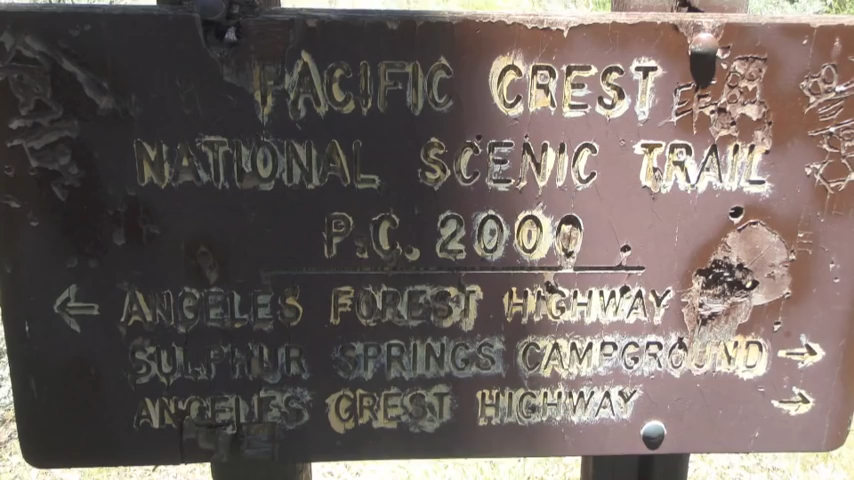 PACIFIC CREST
NATIONAL SCENIC TRAIL
P.C. 2000
← ANGELES FOREST HIGHWAY
SULPHUR SPRINGS CAMPGROUND →
ANGELES CREST HIGHWAY →